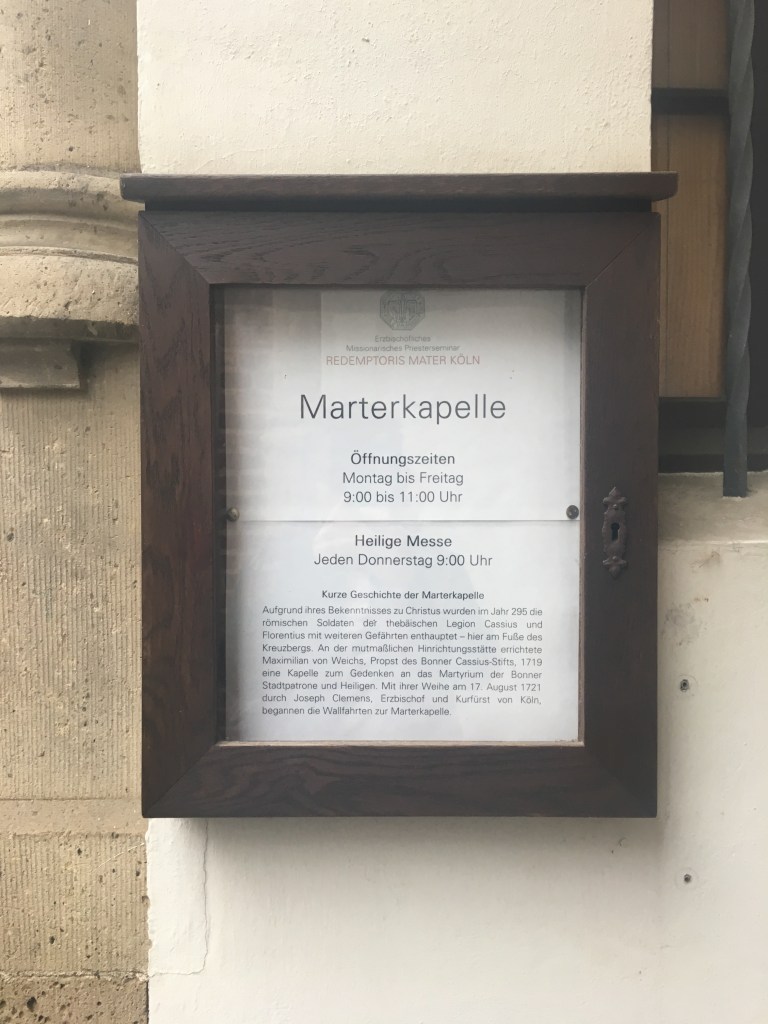 Erzbischöfliches
Missionarisches Priesterseminar
REDEMPTORIS MATER KÖLN
Marterkapelle
Öffnungszeiten
Montag bis Freitag
9:00 bis 11:00 Uhr
Heilige Messe
Jeden Donnerstag 9:00 Uhr
Kurze Geschichte der Marterkapelle
Aufgrund ihres Bekenntnisses zu Christus wurden im Jahr 295 die
römischen Soldaten der thebäischen Legion Cassius und
Florentius mit weiteren Gefährten enthauptet – hier am Fuße des
Kreuzbergs. An der mutmaßlichen Hinrichtungsstätte errichtete
Maximilian von Weichs, Propst des Bonner Cassius-Stifts, 1719
eine Kapelle zum Gedenken an das Martyrium der Bonner
Stadtpatrone und Heiligen. Mit ihrer Weihe am 17. August 1721
durch Joseph Clemens, Erzbischof und Kurfürst von Köln,
begannen die Wallfahrten zur Marterkapelle.